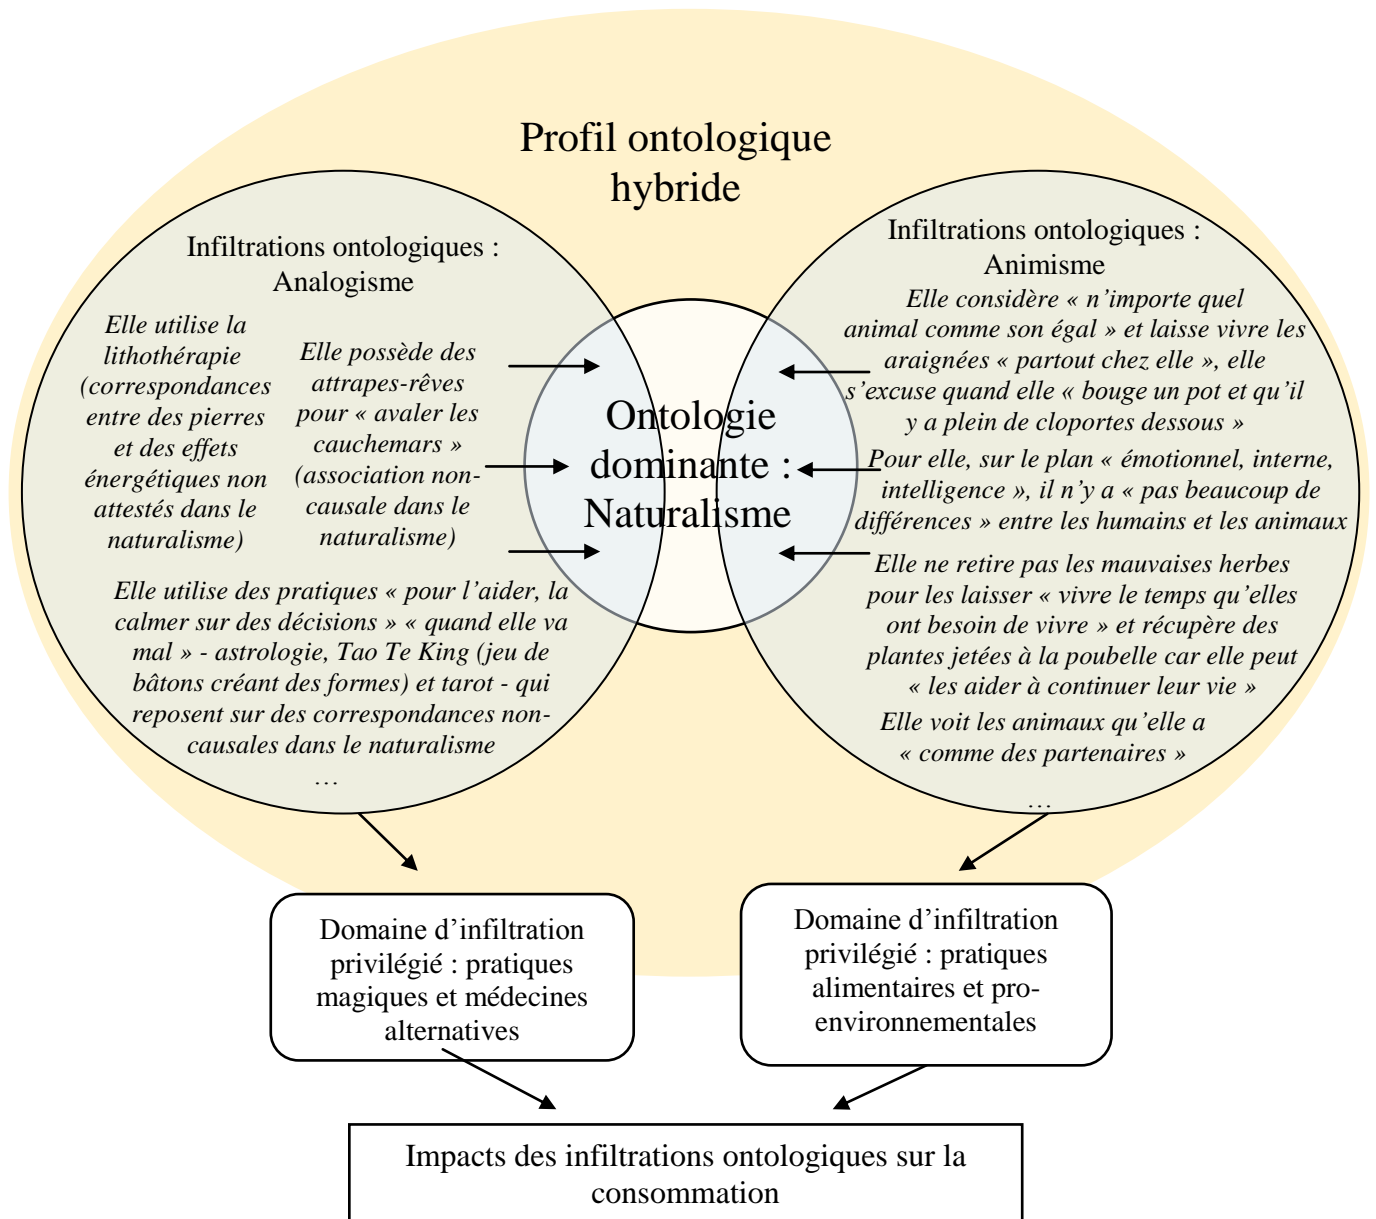 Profil ontologique
hybride
Infiltrations ontologiques :
Analogisme
Elle utilise la
lithothérapie
(correspondances
entre des pierres
et des effets
énergétiques non
attestés dans le
naturalisme)
Elle possède des
attrapes-rêves
pour « avaler les
cauchemars »
(association non-
causale dans le
naturalisme)
Elle utilise des pratiques « pour l’aider, la
calmer sur des décisions » « quand elle va
mal » - astrologie, Tao Te King (jeu de
bâtons créant des formes) et tarot - qui
reposent sur des correspondances non-
causales dans le naturalisme
…
Ontologie
dominante :
Naturalisme
Infiltrations ontologiques :
Animisme
Elle considère « n’importe quel
animal comme son égal » et laisse vivre les
araignées « partout chez elle », elle
s’excuse quand elle « bouge un pot et qu’il
y a plein de cloportes dessous »
Pour elle, sur le plan « émotionnel, interne,
intelligence », il n’y a « pas beaucoup de
différences » entre les humains et les animaux
Elle ne retire pas les mauvaises herbes
pour les laisser « vivre le temps qu’elles
ont besoin de vivre » et récupère des
plantes jetées à la poubelle car elle peut
« les aider à continuer leur vie »
Elle voit les animaux qu’elle a
« comme des partenaires »
…
Domaine d’infiltration
privilégié : pratiques
magiques et médecines
alternatives
Domaine d’infiltration
privilégié : pratiques
alimentaires et pro-
environnementales
Impacts des infiltrations ontologiques sur la
consommation